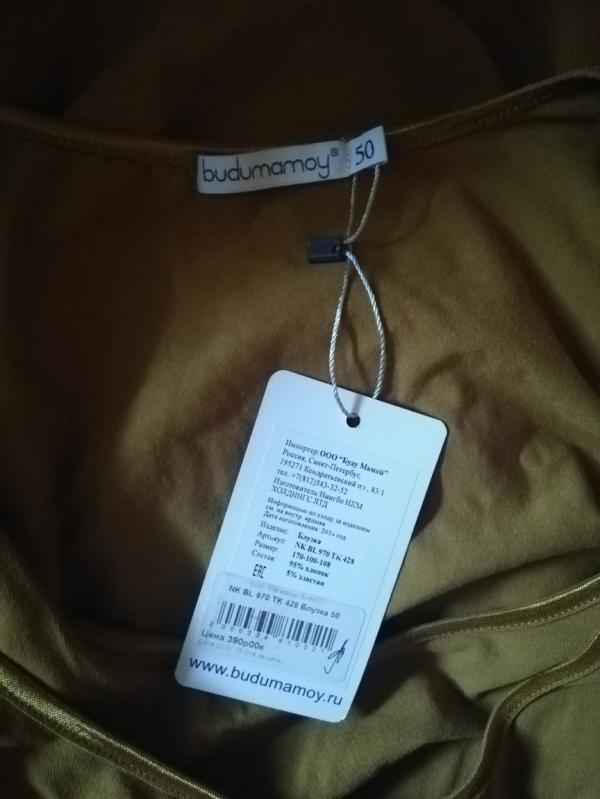 budumamoy® 50
Импортер ООО "Буду Мамой"
Россия, Санкт-Петербург,
195271 Кондратьевский пр., 83/1
тел.:+7(812)543-32-52
Изготовитель:Нингбо НХМ
ХОЛДИНГС ЛТД
Информацию по уходу за изделием
см. на внутр. ярлыке
Дата изготовления: 2014 год
Изделие: Блузка
Артикул: NK BL 970 TK 428
Размер: 170-100-108
Состав: 95% хлопок
5% эластан
EAC
NK BL 970 TK 428 Блузка 50
Цена 390р00к
www.budumamoy.ru